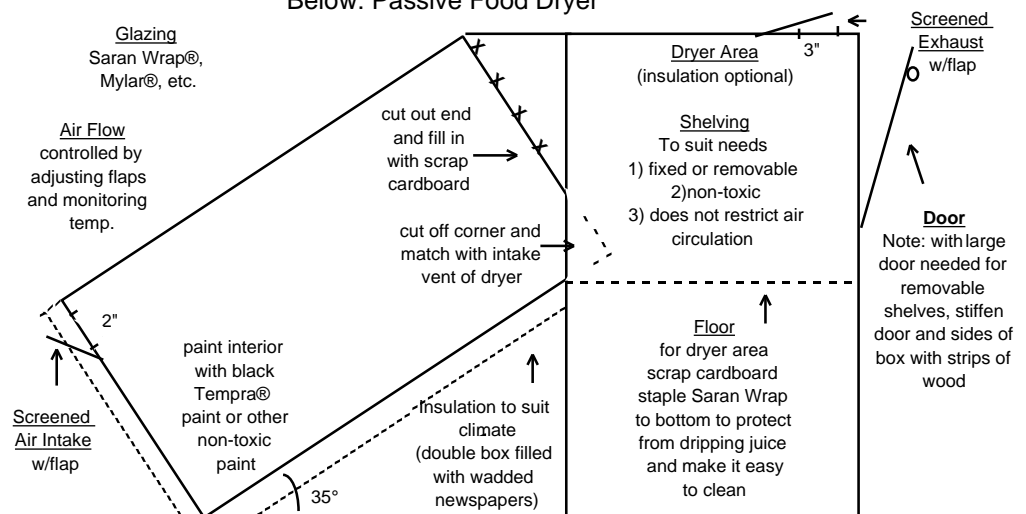 Below: Passive Food Dryer
Glazing
Saran Wrap®,
Mylar®, etc.
Air Flow
controlled by
adjusting flaps
and monitoring
temp.
2"
Screened
Air Intake
w/flap
paint interior
with black
Tempra®
paint or other
non-toxic
paint
35°
cut out end
and fill in
with scrap
cardboard
cut off corner and
match with intake
vent of dryer
Insulation to suit
climate
(double box filled
with wadded
newspapers)
Dryer Area
(insulation optional)
3"
Shelving
To suit needs
1) fixed or removable
2)non-toxic
3) does not restrict air
circulation
Floor
for dryer area
scrap cardboard
staple Saran Wrap
to bottom to protect
from dripping juice
and make it easy
to clean
Screened
Exhaust
w/flap
Door
Note: with large
door needed for
removable
shelves, stiffen
door and sides of
box with strips of
wood